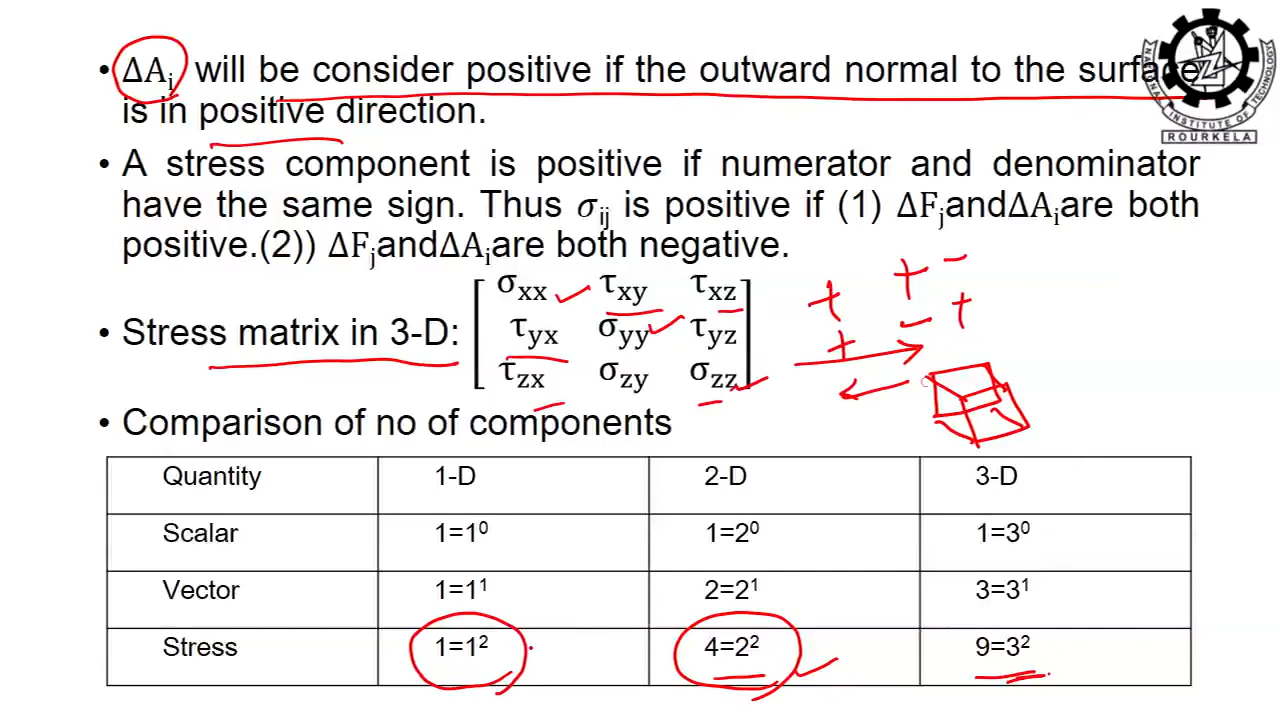 • ΔAᵢ will be consider positive if the outward normal to the surface
is in positive direction.
• A stress component is positive if numerator and denominator
have the same sign. Thus σᵢⱼ is positive if (1) ΔFⱼandΔAᵢare both
positive.(2)) ΔFⱼandΔAᵢare both negative.
• Stress matrix in 3-D:
σxx τxy τxz
τyx σyy τyz
τzx σzy σzz
+ + −
+ − +
• Comparison of no of components
Quantity 1-D 2-D 3-D
Scalar 1=1⁰ 1=2⁰ 1=3⁰
Vector 1=1¹ 2=2¹ 3=3¹
Stress 1=1² 4=2² 9=3²
NATIONAL INSTITUTE OF TECHNOLOGY
ROURKELA